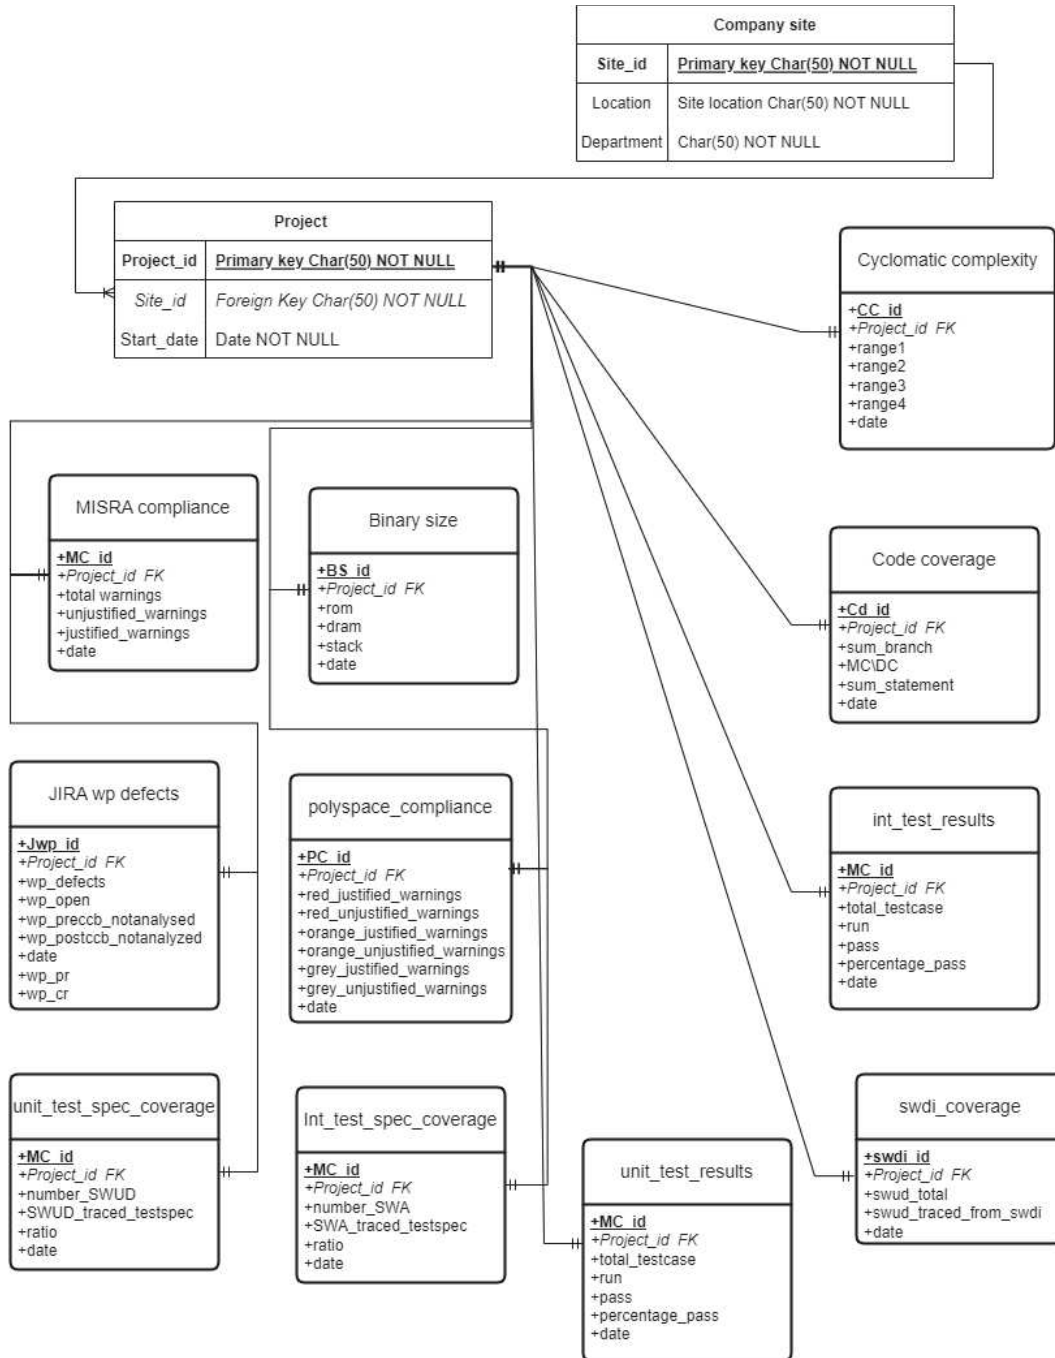 Company site
Site_id Primary key Char(50) NOT NULL
Location Site location Char(50) NOT NULL
Department Char(50) NOT NULL
Project
Project_id Primary key Char(50) NOT NULL
Site_id Foreign Key Char(50) NOT NULL
Start_date Date NOT NULL
Cyclomatic complexity
+CC_id
+Project_id FK
+range1
+range2
+range3
+range4
+date
MISRA compliance
+MC_id
+Project_id FK
+total warnings
+unjustified_warnings
+justified_warnings
+date
Binary size
+BS_id
+Project_id FK
+rom
+dram
+stack
+date
Code coverage
+Cd_id
+Project_id FK
+sum_branch
+MC\DC
+sum_statement
+date
JIRA wp defects
+Jwp_id
+Project_id FK
+wp_defects
+wp_open
+wp_preccb_notanalysed
+wp_postccb_notanalyzed
+date
+wp_pr
+wp_cr
polyspace_compliance
+PC_id
+Project_id FK
+red_justified_warnings
+red_unjustified_warnings
+orange_justified_warnings
+orange_unjustified_warnings
+grey_justified_warnings
+grey_unjustified_warnings
+date
int_test_results
+MC_id
+Project_id FK
+total_testcase
+run
+pass
+percentage_pass
+date
unit_test_spec_coverage
+MC_id
+Project_id FK
+number_SWUD
+SWUD_traced_testspec
+ratio
+date
Int_test_spec_coverage
+MC_id
+Project_id FK
+number_SWA
+SWA_traced_testspec
+ratio
+date
unit_test_results
+MC_id
+Project_id FK
+total_testcase
+run
+pass
+percentage_pass
+date
swdi_coverage
+swdi_id
+Project_id FK
+swud_total
+swud_traced_from_swdi
+date